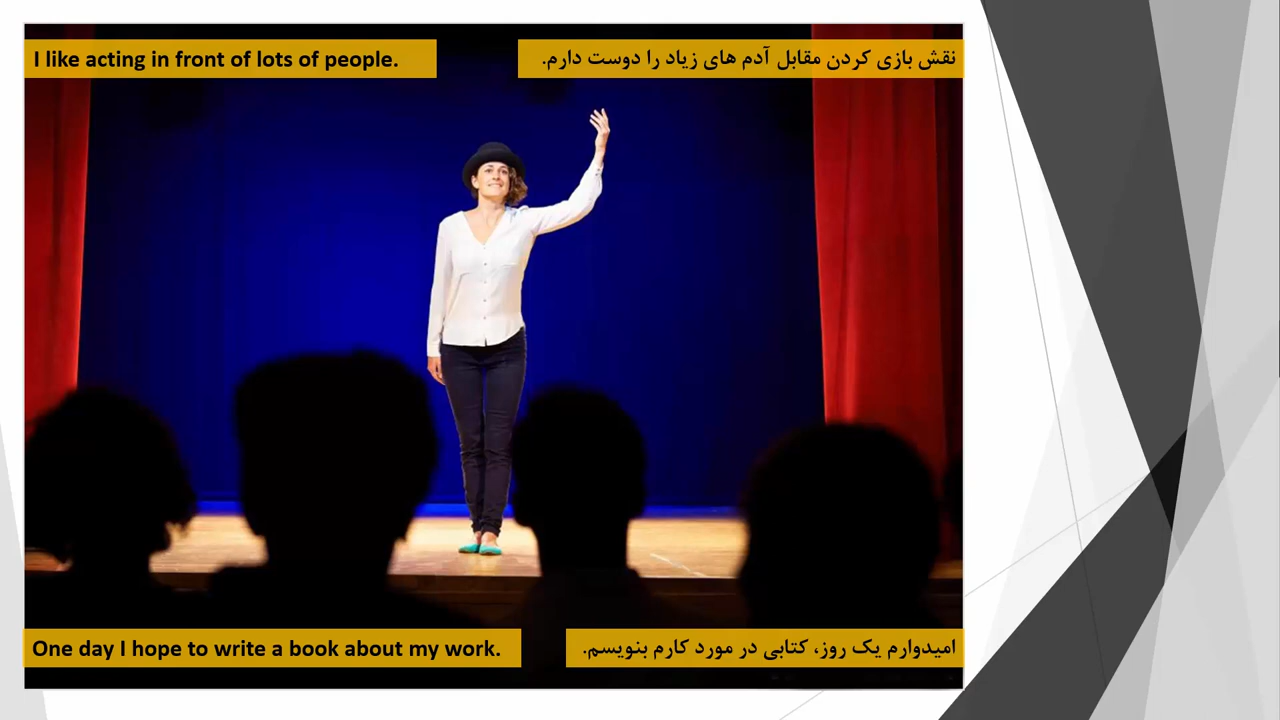 I like acting in front of lots of people.
نقش بازی کردن مقابل آدم های زیاد را دوست دارم.
One day I hope to write a book about my work.
امیدوارم یک روز، کتابی در مورد کارم بنویسم.